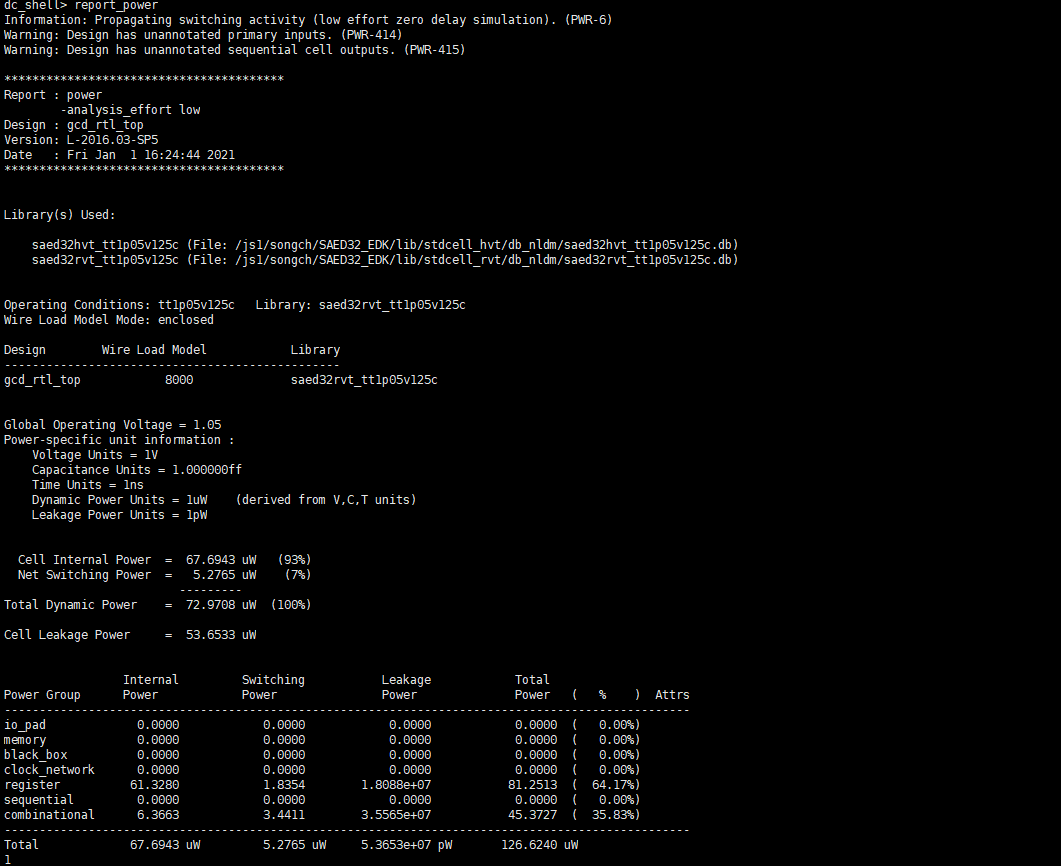 dc_shell> report_power
Information: Propagating switching activity (low effort zero delay simulation). (PWR-6)
Warning: Design has unannotated primary inputs. (PWR-414)
Warning: Design has unannotated sequential cell outputs. (PWR-415)

****************************************
Report : power
        -analysis_effort low
Design : gcd_rtl_top
Version: L-2016.03-SP5
Date   : Fri Jan  1 16:24:44 2021
****************************************


Library(s) Used:

    saed32hvt_tt1p05v125c (File: /js1/songch/SAED32_EDK/lib/stdcell_hvt/db_nldm/saed32hvt_tt1p05v125c.db)
    saed32rvt_tt1p05v125c (File: /js1/songch/SAED32_EDK/lib/stdcell_rvt/db_nldm/saed32rvt_tt1p05v125c.db)


Operating Conditions: tt1p05v125c   Library: saed32rvt_tt1p05v125c
Wire Load Model Mode: enclosed

Design        Wire Load Model            Library
------------------------------------------------
gcd_rtl_top            8000              saed32rvt_tt1p05v125c


Global Operating Voltage = 1.05
Power-specific unit information :
    Voltage Units = 1V
    Capacitance Units = 1.000000ff
    Time Units = 1ns
    Dynamic Power Units = 1uW    (derived from V,C,T units)
    Leakage Power Units = 1pW


  Cell Internal Power  =  67.6943 uW   (93%)
  Net Switching Power  =   5.2765 uW    (7%)
                         ---------
Total Dynamic Power    =  72.9708 uW  (100%)

Cell Leakage Power     =  53.6533 uW


                 Internal         Switching           Leakage            Total
Power Group      Power            Power               Power              Power   (   %    )  Attrs
--------------------------------------------------------------------------------------------------
io_pad             0.0000            0.0000            0.0000            0.0000  (   0.00%)
memory             0.0000            0.0000            0.0000            0.0000  (   0.00%)
black_box          0.0000            0.0000            0.0000            0.0000  (   0.00%)
clock_network      0.0000            0.0000            0.0000            0.0000  (   0.00%)
register          61.3280            1.8354        1.8088e+07           81.2513  (  64.17%)
sequential         0.0000            0.0000            0.0000            0.0000  (   0.00%)
combinational      6.3663            3.4411        3.5565e+07           45.3727  (  35.83%)
--------------------------------------------------------------------------------------------------
Total             67.6943 uW         5.2765 uW     5.3653e+07 pW       126.6240 uW
1